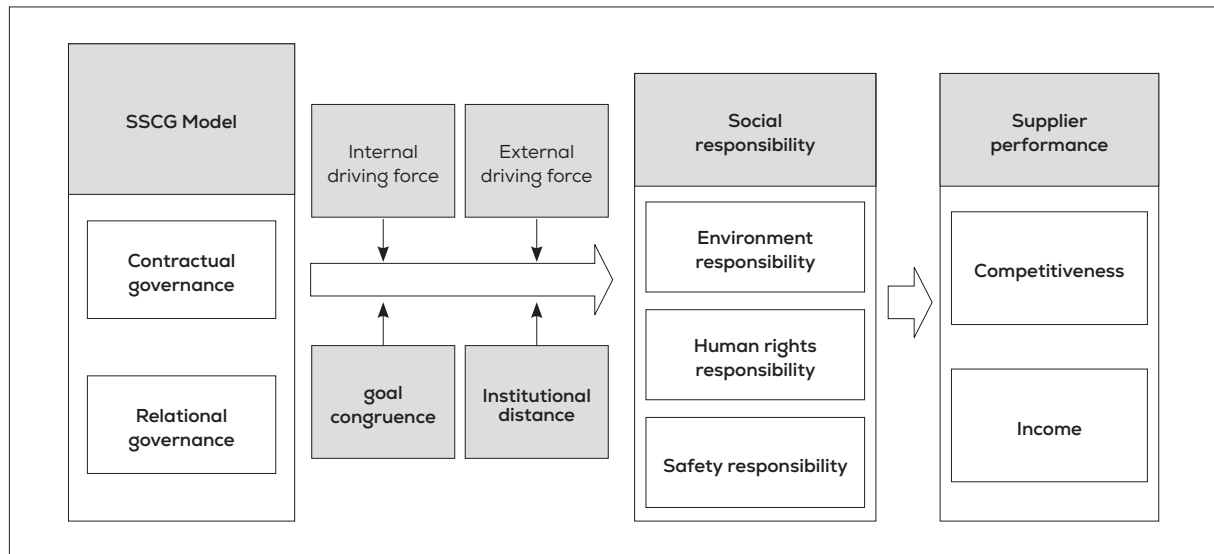 SSCG Model
Contractual
governance
Relational
governance
Internal
driving force
External
driving force
goal
congruence
Institutional
distance
Social
responsibility
Environment
responsibility
Human rights
responsibility
Safety responsibility
Supplier
performance
Competitiveness
Income